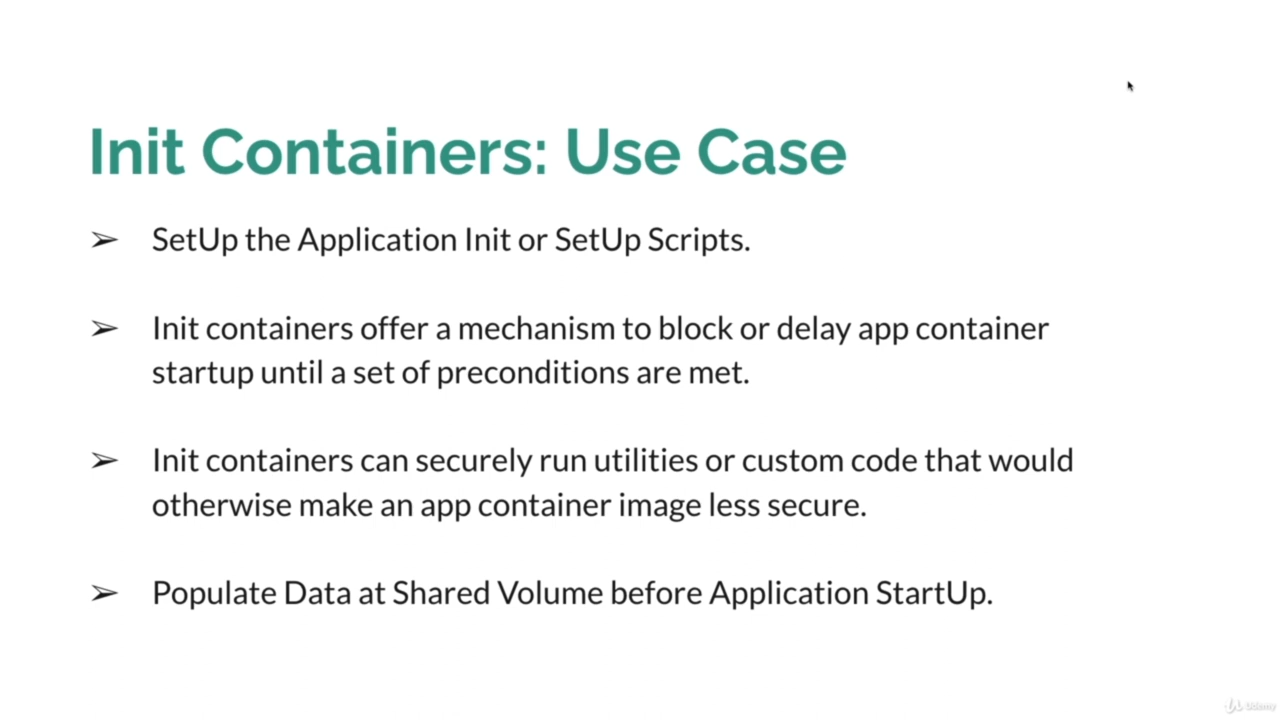 Init Containers: Use Case
➢ SetUp the Application Init or SetUp Scripts.
➢ Init containers offer a mechanism to block or delay app container
startup until a set of preconditions are met.
➢ Init containers can securely run utilities or custom code that would
otherwise make an app container image less secure.
➢ Populate Data at Shared Volume before Application StartUp.
Udemy